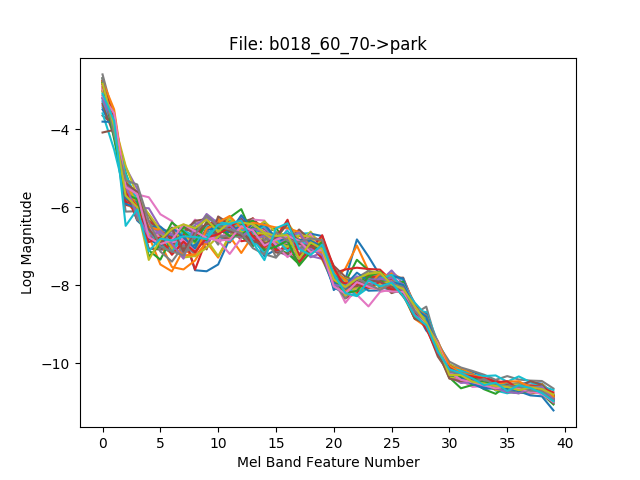 File: b018_60_70->park
Log Magnitude
−4
−6
−8
−10
0 5 10 15 20 25 30 35 40
Mel Band Feature Number